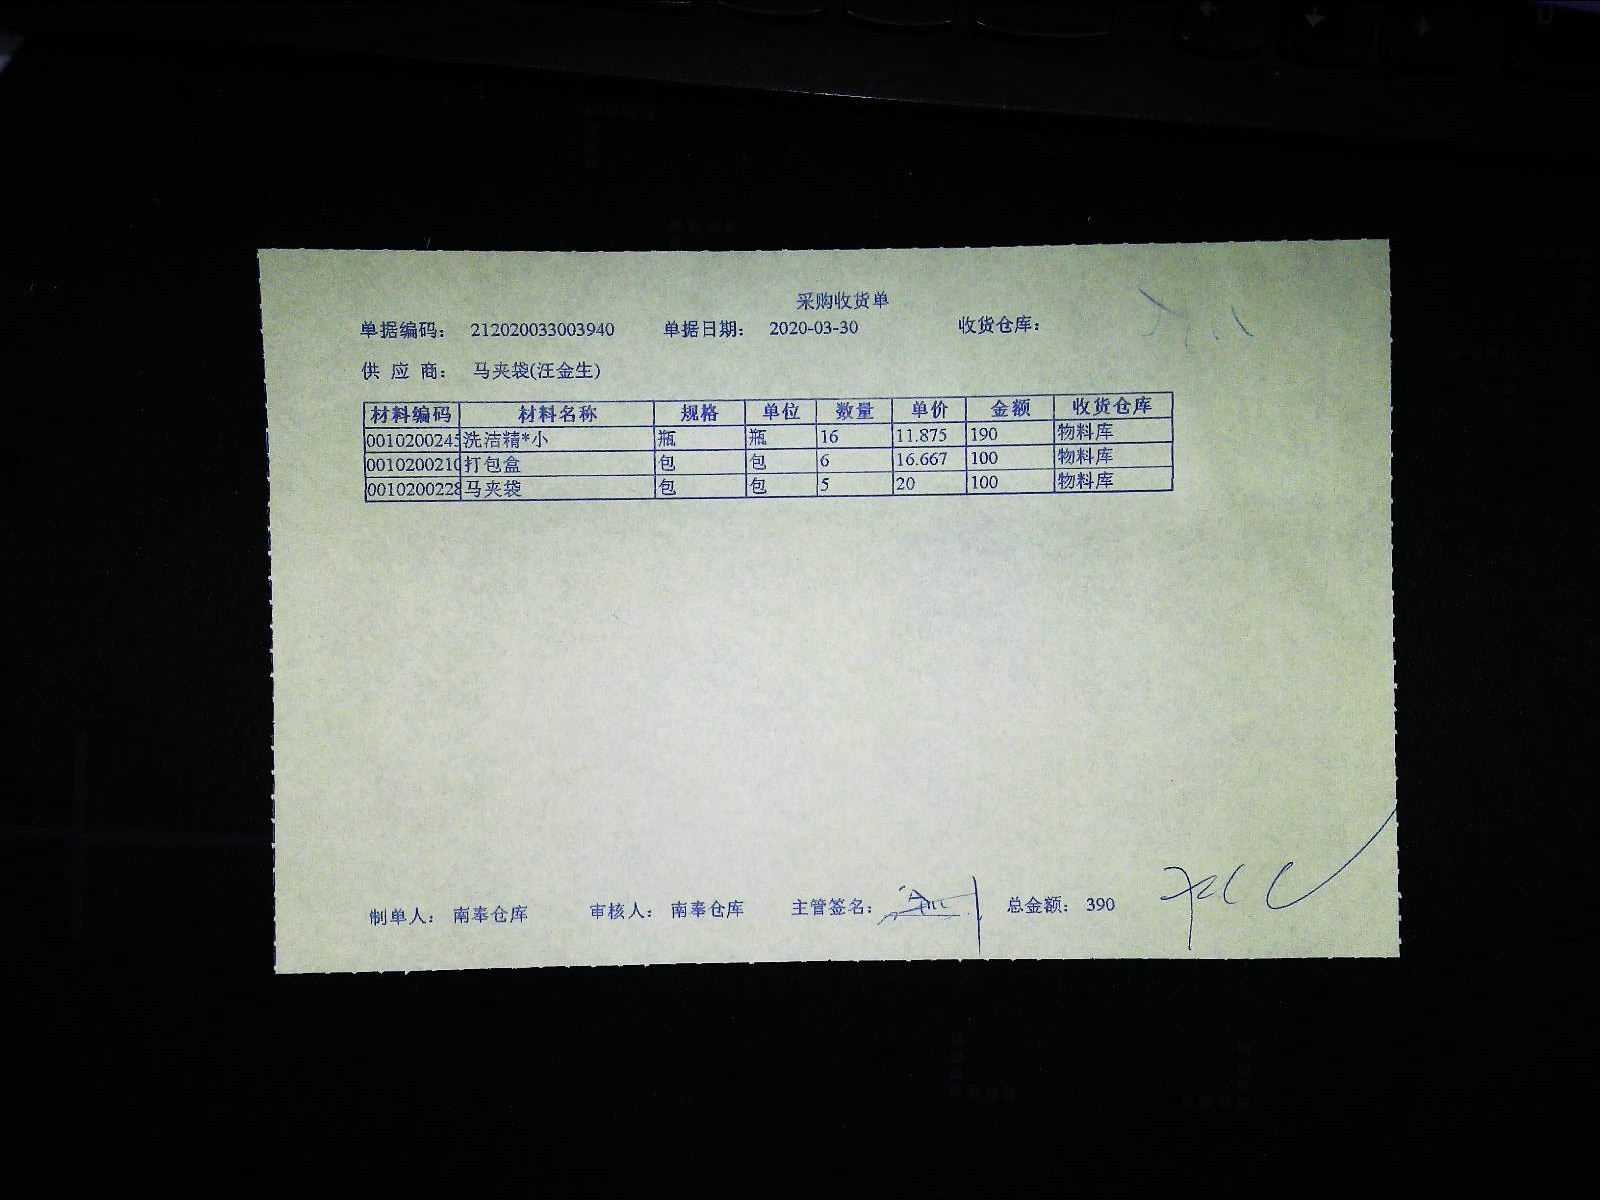 采购收货单
单据编码： 212020033003940 单据日期： 2020-03-30 收货仓库：
供 应 商： 马夹袋(汪金生)
材料编码 材料名称 规格 单位 数量 单价 金额 收货仓库
0010200245 洗洁精*小 瓶 瓶 16 11.875 190 物料库
0010200210 打包盒 包 包 6 16.667 100 物料库
0010200228 马夹袋 包 包 5 20 100 物料库
制单人： 南奉仓库 审核人： 南奉仓库 主管签名： 总金额： 390